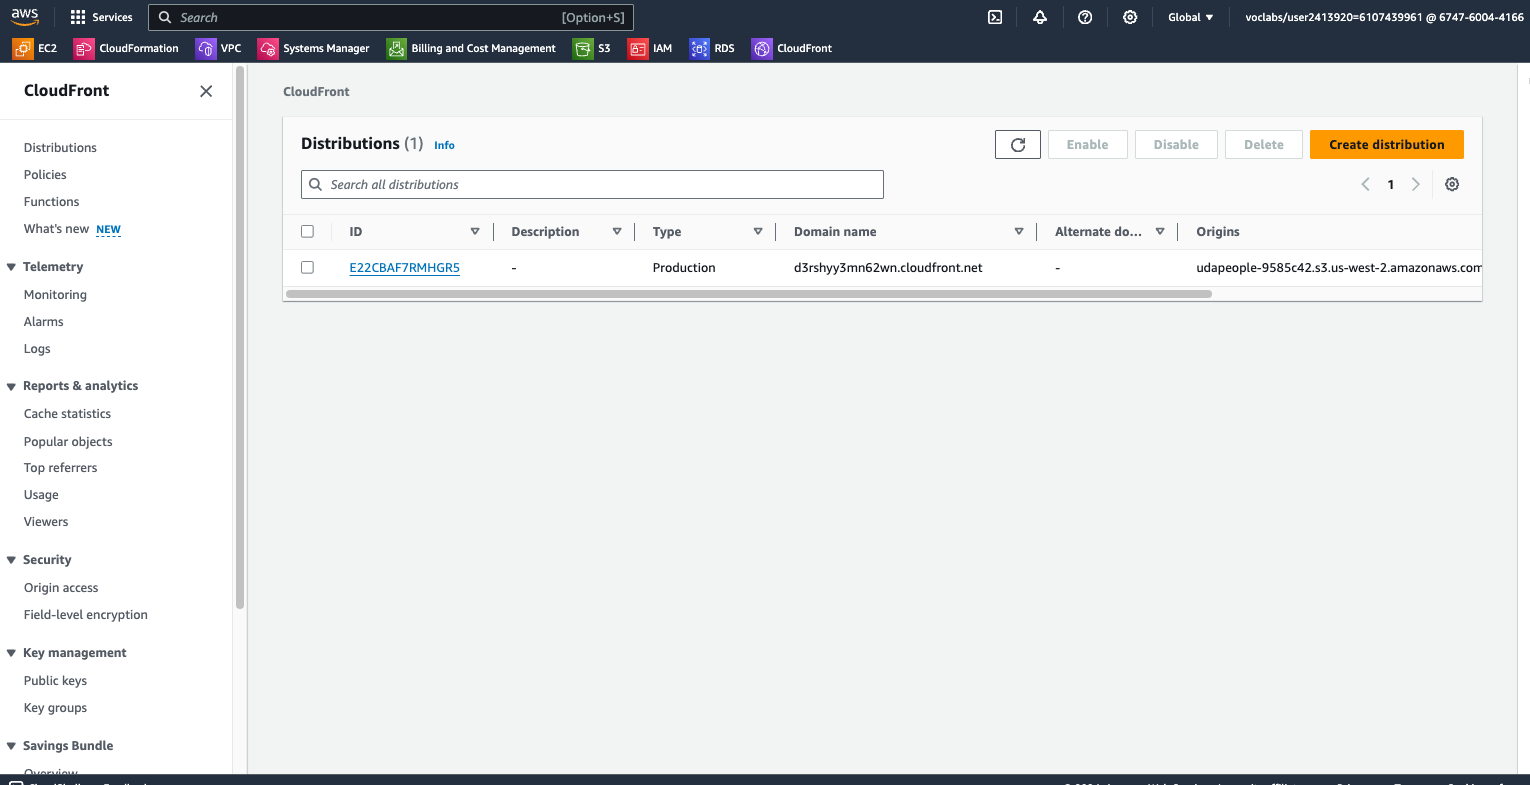 aws Services Search [Option+S] Global voclabs/user2413920=6107439961 @ 6747-6004-4166
EC2 CloudFormation VPC Systems Manager Billing and Cost Management S3 IAM RDS CloudFront
CloudFront
Distributions
Policies
Functions
What's new NEW
Telemetry
Monitoring
Alarms
Logs
Reports & analytics
Cache statistics
Popular objects
Top referrers
Usage
Viewers
Security
Origin access
Field-level encryption
Key management
Public keys
Key groups
Savings Bundle
Overview
CloudFront
Distributions (1) Info Enable Disable Delete Create distribution
Search all distributions 1
ID Description Type Domain name Alternate do... Origins
E22CBAF7RMHGR5 - Production d3rshyy3mn62wn.cloudfront.net - udapeople-9585c42.s3.us-west-2.amazonaws.com